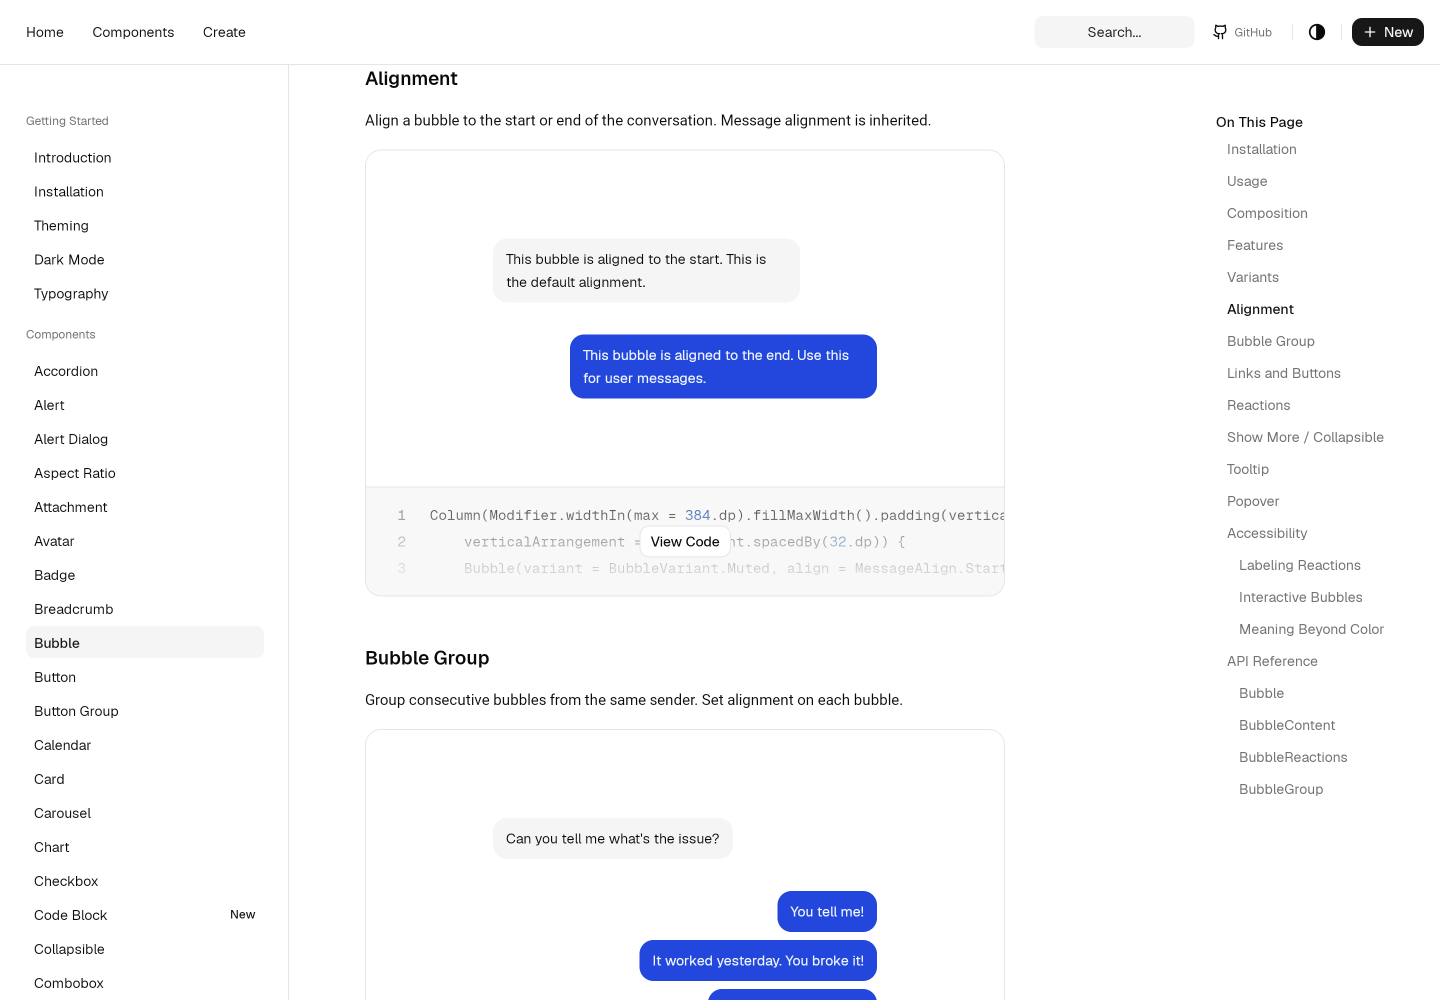 Home
Components
Create
Search...
GitHub
New
Getting Started
Introduction
Installation
Theming
Dark Mode
Typography
Components
Accordion
Alert
Alert Dialog
Aspect Ratio
Attachment
Avatar
Badge
Breadcrumb
Bubble
Button
Button Group
Calendar
Card
Carousel
Chart
Checkbox
Code Block
New
Collapsible
Combobox
Alignment
Align a bubble to the start or end of the conversation. Message alignment is inherited.
This bubble is aligned to the start. This is
the default alignment.
This bubble is aligned to the end. Use this
for user messages.
1 Column(Modifier.widthIn(max = 384.dp).fillMaxWidth().padding(
2 verticalArrangement = nt.spacedBy(32.dp)) {
View Code
3 Bubble(variant = BubbleVariant.Muted, align = MessageAlign.Start
Bubble Group
Group consecutive bubbles from the same sender. Set alignment on each bubble.
Can you tell me what's the issue?
You tell me!
It worked yesterday. You broke it!
On This Page
Installation
Usage
Composition
Features
Variants
Alignment
Bubble Group
Links and Buttons
Reactions
Show More / Collapsible
Tooltip
Popover
Accessibility
Labeling Reactions
Interactive Bubbles
Meaning Beyond Color
API Reference
Bubble
BubbleContent
BubbleReactions
BubbleGroup